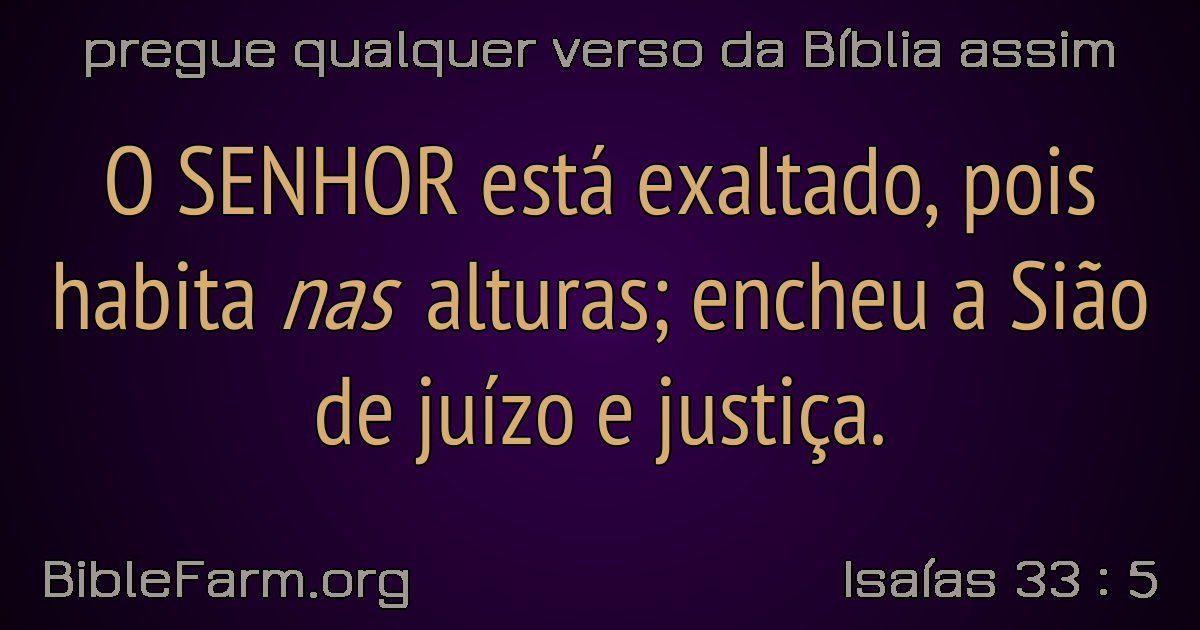 pregue qualquer verso da Bíblia assim
O SENHOR está exaltado, pois
habita nas alturas; encheu a Sião
de juízo e justiça.
BibleFarm.org
Isaías 33 : 5